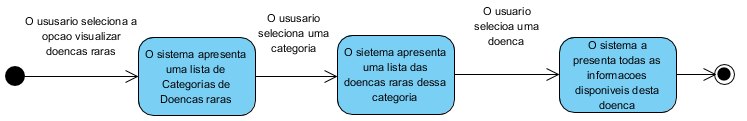 O ususario seleciona a
opcao visualizar
doencas raras
O sistema apresenta
uma lista de
Categorias de
Doencas raras
O ususario
seleciona uma
categoria
O sietema apresenta
uma lista das
doencas raras dessa
categoria
O usuario
selecioa uma
doenca
O sistema a
presenta todas as
informacoes
disponiveis desta
doenca